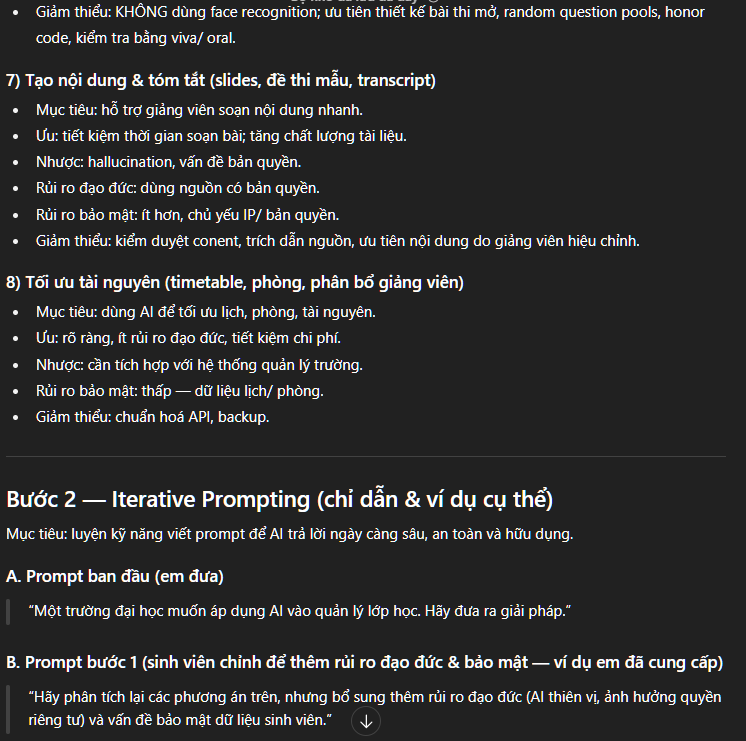 Giảm thiểu: KHÔNG dùng face recognition; ưu tiên thiết kế bài thi mở, random question pools, honor
code, kiểm tra bằng viva/ oral.
7) Tạo nội dung & tóm tắt (slides, đề thi mẫu, transcript)
Mục tiêu: hỗ trợ giảng viên soạn nội dung nhanh.
Ưu: tiết kiệm thời gian soạn bài; tăng chất lượng tài liệu.
Nhược: hallucination, vấn đề bản quyền.
Rủi ro đạo đức: dùng nguồn có bản quyền.
Rủi ro bảo mật: ít hơn, chủ yếu IP/ bản quyền.
Giảm thiểu: kiểm duyệt conent, trích dẫn nguồn, ưu tiên nội dung do giảng viên hiệu chỉnh.
8) Tối ưu tài nguyên (timetable, phòng, phân bổ giảng viên)
Mục tiêu: dùng AI để tối ưu lịch, phòng, tài nguyên.
Ưu: rõ ràng, ít rủi ro đạo đức, tiết kiệm chi phí.
Nhược: cần tích hợp với hệ thống quản lý trường.
Rủi ro bảo mật: thấp — dữ liệu lịch/ phòng.
Giảm thiểu: chuẩn hoá API, backup.
Bước 2 — Iterative Prompting (chỉ dẫn & ví dụ cụ thể)
Mục tiêu: luyện kỹ năng viết prompt để AI trả lời ngày càng sâu, an toàn và hữu dụng.
A. Prompt ban đầu (em đưa)
“Một trường đại học muốn áp dụng AI vào quản lý lớp học. Hãy đưa ra giải pháp.”
B. Prompt bước 1 (sinh viên chỉnh để thêm rủi ro đạo đức & bảo mật — ví dụ em đã cung cấp)
“Hãy phân tích lại các phương án trên, nhưng bổ sung thêm rủi ro đạo đức (AI thiên vị, ảnh hưởng quyền
riêng tư) và vấn đề bảo mật dữ liệu sinh viên.”